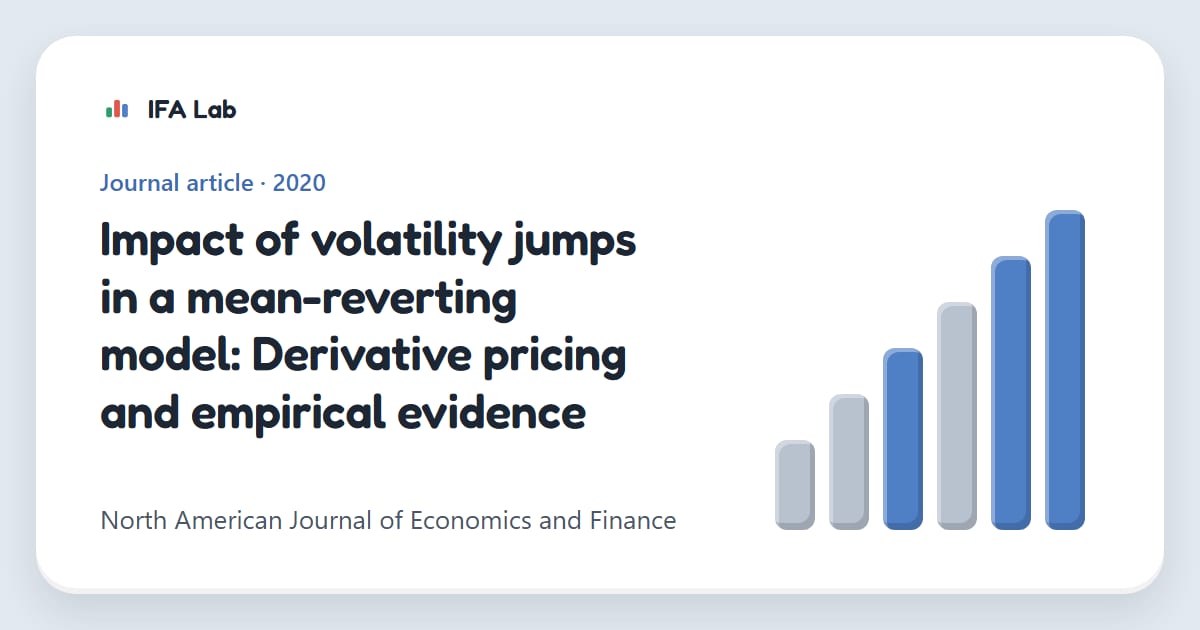 IFA Lab
Journal article · 2020
Impact of volatility jumps
in a mean-reverting
model: Derivative pricing
and empirical evidence
North American Journal of Economics and Finance